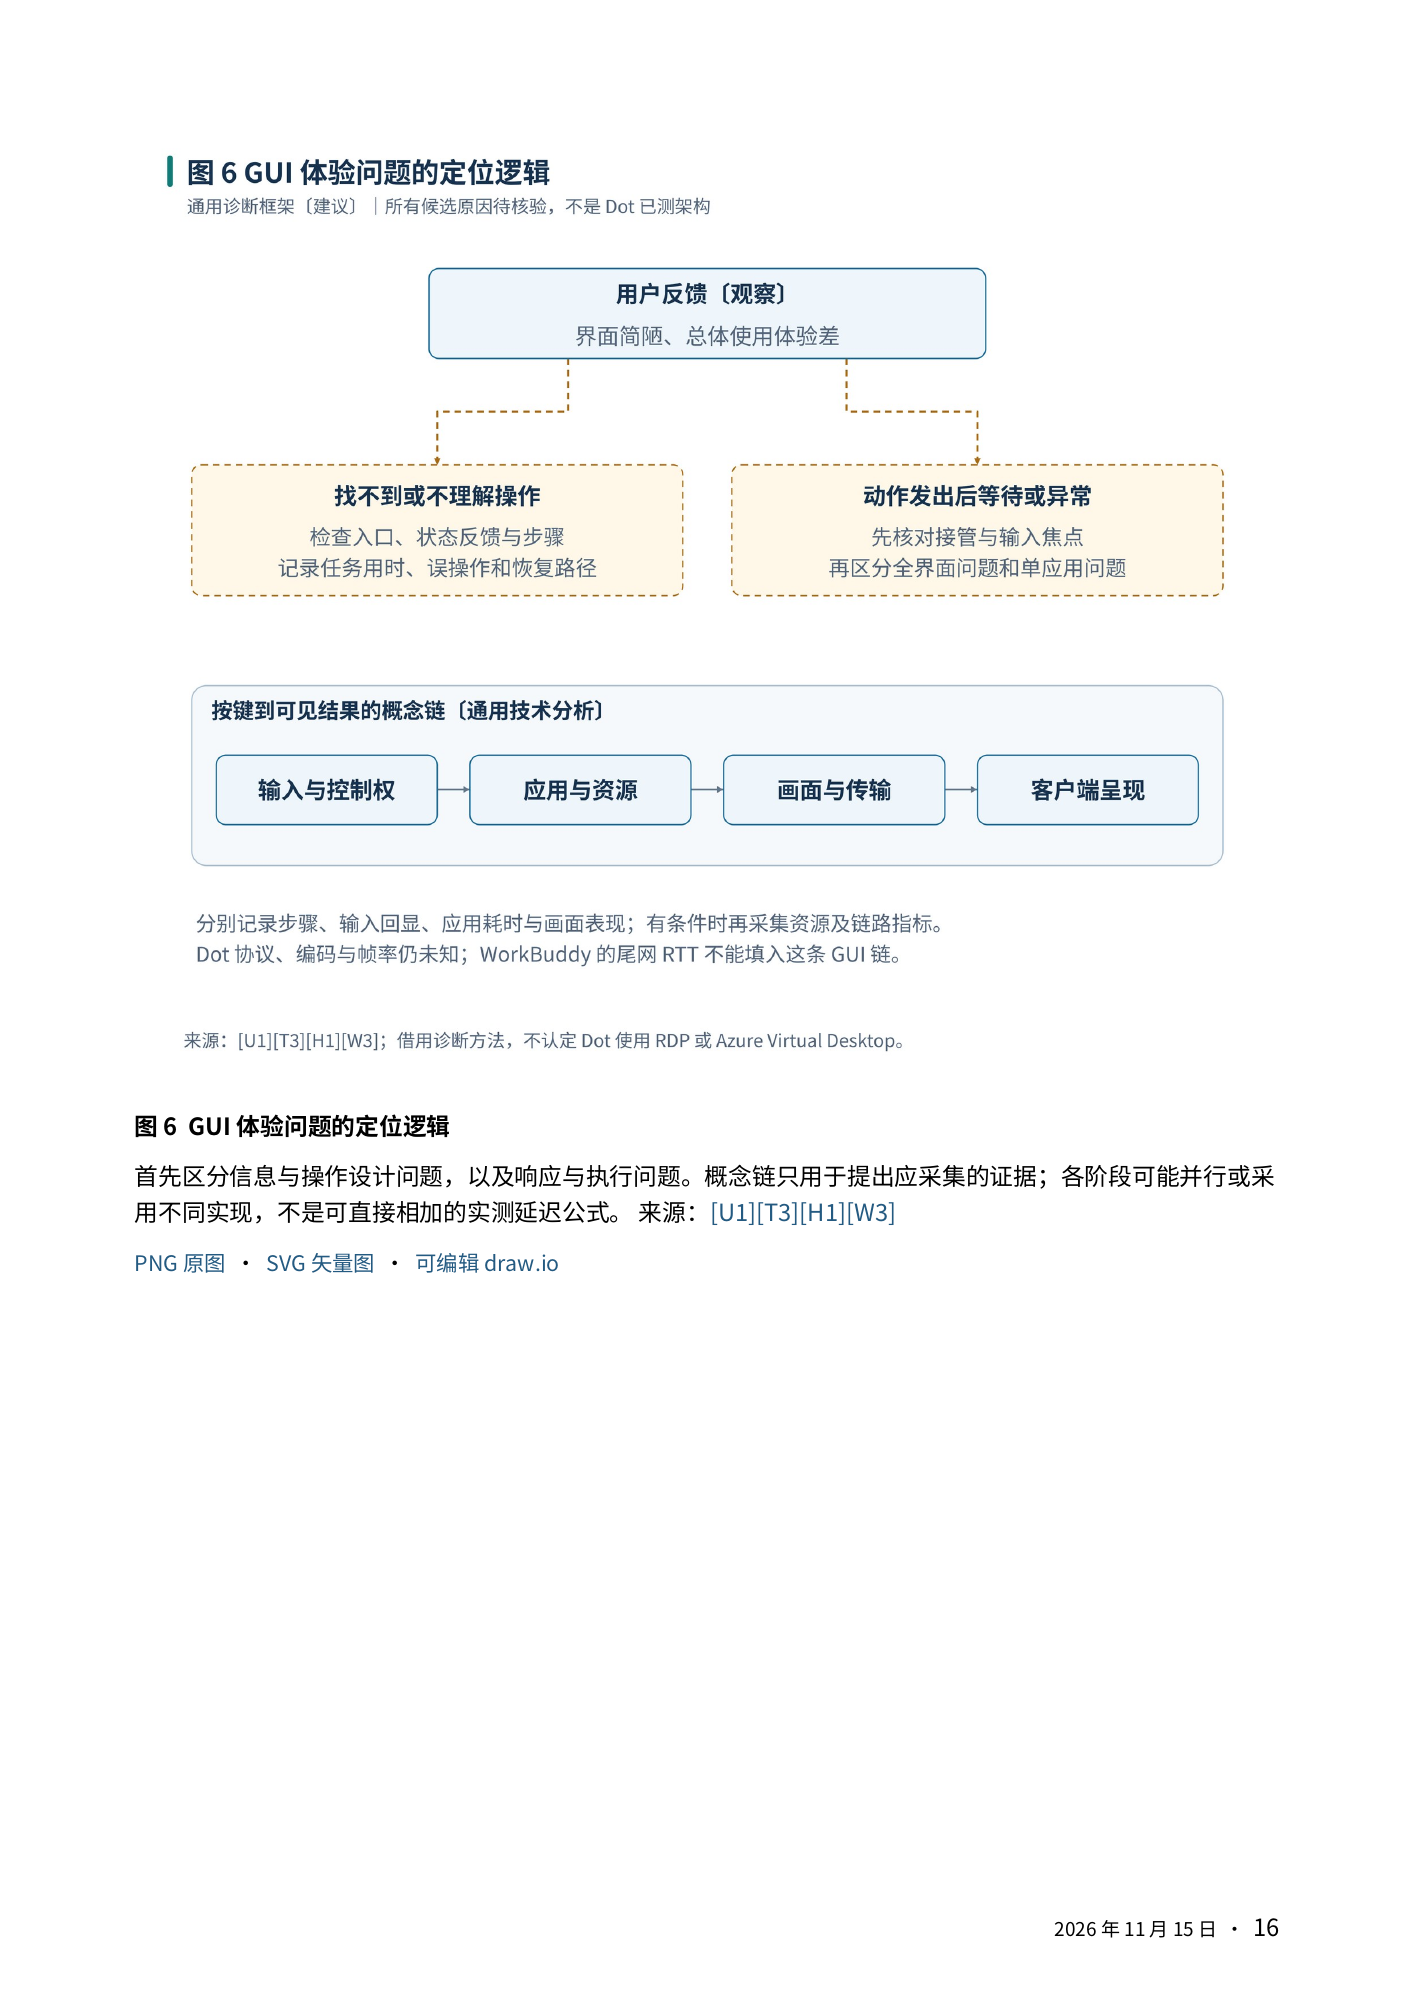 图 6 GUI 体验问题的定位逻辑
通用诊断框架〔建议〕｜所有候选原因待核验，不是 Dot 已测架构
用户反馈〔观察〕
界面简陋、总体使用体验差
找不到或不理解操作
检查入口、状态反馈与步骤
记录任务用时、误操作和恢复路径
动作发出后等待或异常
先核对接管与输入焦点
再区分全界面问题和单应用问题
按键到可见结果的概念链〔通用技术分析〕
输入与控制权
应用与资源
画面与传输
客户端呈现
分别记录步骤、输入回显、应用耗时与画面表现；有条件时再采集资源及链路指标。
Dot 协议、编码与帧率仍未知；WorkBuddy 的尾网 RTT 不能填入这条 GUI 链。
来源：[U1][T3][H1][W3]；借用诊断方法，不认定 Dot 使用 RDP 或 Azure Virtual Desktop。
图 6 GUI 体验问题的定位逻辑
首先区分信息与操作设计问题，以及响应与执行问题。概念链只用于提出应采集的证据；各阶段可能并行或采
用不同实现，不是可直接相加的实测延迟公式。 来源：[U1][T3][H1][W3]
PNG 原图 • SVG 矢量图 • 可编辑 draw.io
2026 年 11 月 15 日 • 16